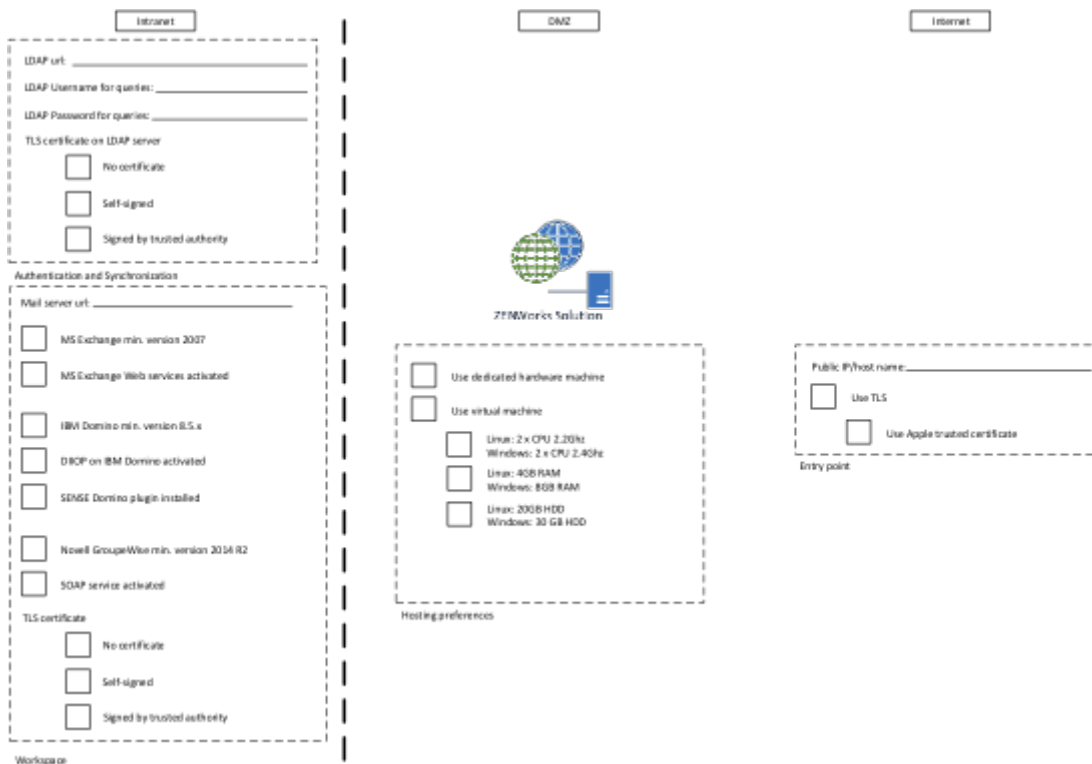 Intranet
LDAP url:
LDAP Username for queries:
LDAP Password for queries:
TLS certificate on LDAP server
No certificate
Self-signed
Signed by trusted authority
Authentication and Synchronization
Mail server url:
MS Exchange min. version 2007
MS Exchange Web services activated
IBM Domino min. version 8.5.x
DIIOP on IBM Domino activated
SENSE Domino plugin installed
Novell GroupeWise min. version 2014 R2
SOAP service activated
TLS certificate
No certificate
Self-signed
Signed by trusted authority
Workspace
DMZ
ZENWorks Solution
Use dedicated hardware machine
Use virtual machine
Linux: 2 x CPU 2.2Ghz
Windows: 2 x CPU 2.4Ghz
Linux: 4GB RAM
Windows: 8GB RAM
Linux: 20GB HDD
Windows: 30 GB HDD
Hosting preferences
Internet
Public IP/host name:
Use TLS
Use Apple trusted certificate
Entry point